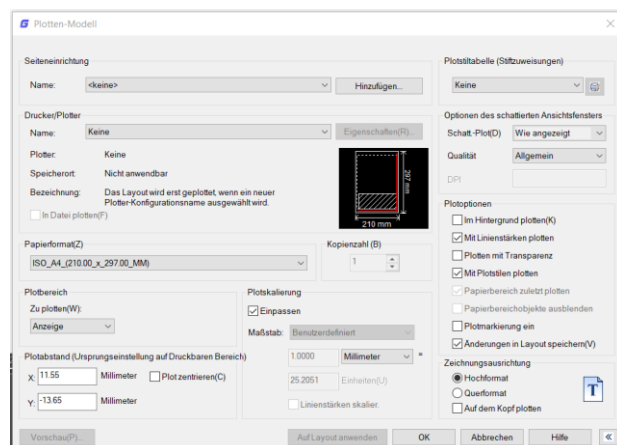 Plotten-Modell
Seiteneinrichtung
Name: <keine> Hinzufügen...
Plotstiltabelle (Stiftzuweisungen)
Keine
Drucker/Plotter
Name: Keine Eigenschaften(R)...
Plotter: Keine
Speicherort: Nicht anwendbar
Bezeichnung: Das Layout wird erst geplottet, wenn ein neuer
Plotter-Konfigurationsname ausgewählt wird.
In Datei plotten(F)
297 mm
210 mm
Optionen des schattierten Ansichtsfensters
Schatt.-Plot(D) Wie angezeigt
Qualität Allgemein
DPI
Papierformat(Z)
ISO_A4_(210.00_x_297.00_MM)
Kopienzahl (B)
1
Plotoptionen
Im Hintergrund plotten(K)
Mit Linienstärken plotten
Plotten mit Transparenz
Mit Plotstilen plotten
Papierbereich zuletzt plotten
Papierbereichobjekte ausblenden
Plotmarkierung ein
Änderungen in Layout speichern(V)
Plotbereich
Zu plotten(W):
Anzeige
Plotskalierung
Einpassen
Maßstab: Benutzerdefiniert
1.0000 Millimeter =
25.2051 Einheiten(U)
Linienstärken skalier.
Plotabstand (Ursprungseinstellung auf Druckbaren Bereich)
X: 11.55 Millimeter Plot zentrieren(C)
Y: -13.65 Millimeter
Zeichnungsausrichtung
Hochformat
Querformat
Auf dem Kopf plotten
T
Vorschau(P)... Auf Layout anwenden OK Abbrechen Hilfe «